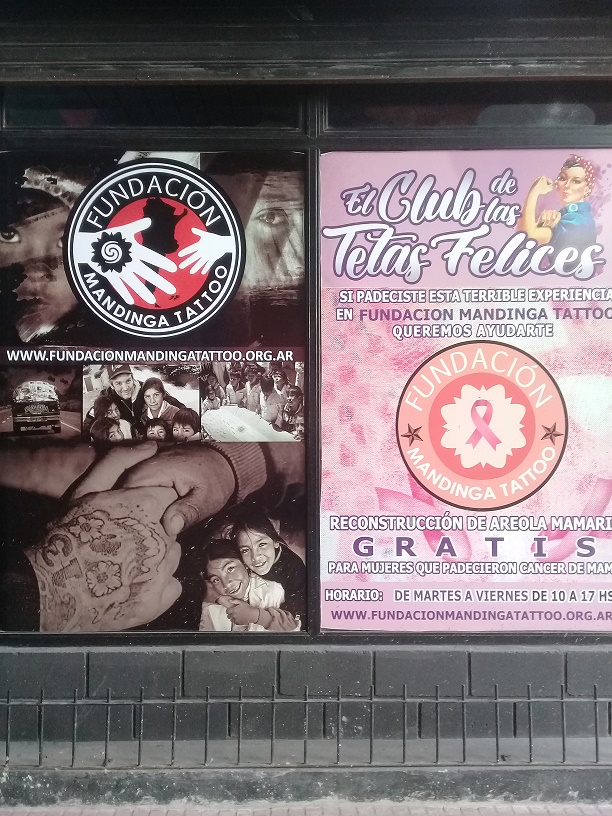 FUNDACIÓN
MANDINGA TATTOO
WWW.FUNDACIONMANDINGATATTOO.ORG.AR
El Club de las
Tetas Felices
SI PADECISTE ESTA TERRIBLE EXPERIENCIA
EN FUNDACION MANDINGA TATTOO
QUEREMOS AYUDARTE
FUNDACIÓN
MANDINGA TATTOO
RECONSTRUCCIÓN DE AREOLA MAMARI
GRATIS
PARA MUJERES QUE PADECIERON CANCER DE MAM
HORARIO: DE MARTES A VIERNES DE 10 A 17 HS
WWW.FUNDACIONMANDINGATATTOO.ORG.AR